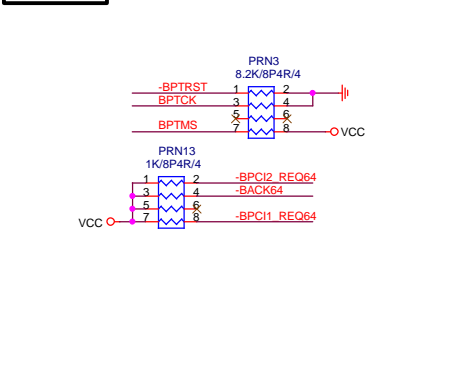 PRN3
8.2K/8P4R/4
-BPTRST 1 2
BPTCK 3 4
5 6
BPTMS 7 8 VCC
PRN13
1K/8P4R/4
1 2 -BPCI2_REQ64
3 4 -BACK64
5 6
VCC 7 8 -BPCI1_REQ64